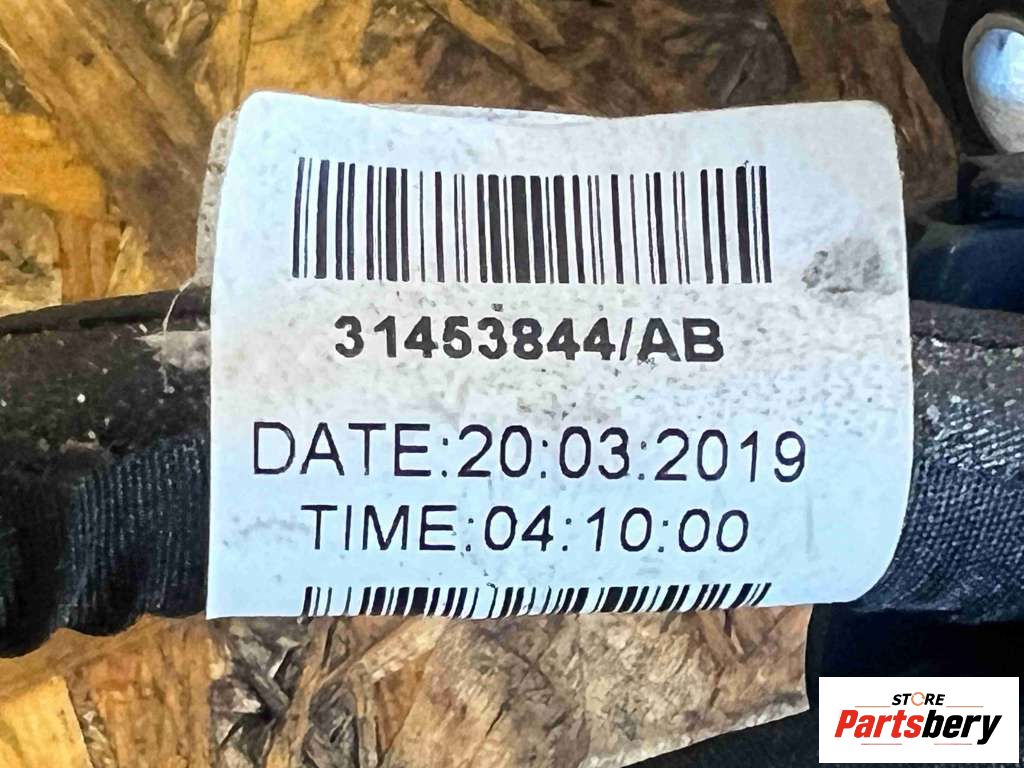 31453844/AB
DATE:20:03:2019
TIME:04:10:00
STORE
Partsbery